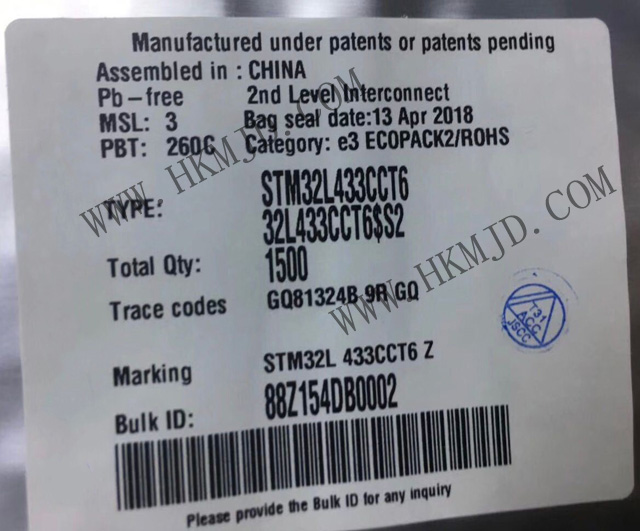 Manufactured under patents or patents pending
Assembled in : CHINA
Pb-free 2nd Level Interconnect
MSL: 3 Bag seal date:13 Apr 2018
PBT: 260C Category: e3 ECOPACK2/ROHS
TYPE: STM32L433CCT6
32L433CCT6$S2
Total Qty: 1500
Trace codes GQ81324B 9R GQ
Marking STM32L 433CCT6 Z
Bulk ID: 88Z154DB0002
Please provide the Bulk ID for any inquiry
T31
ACC
JSCC
WWW. HKMJD. COM
WWW. HKMJD. COM